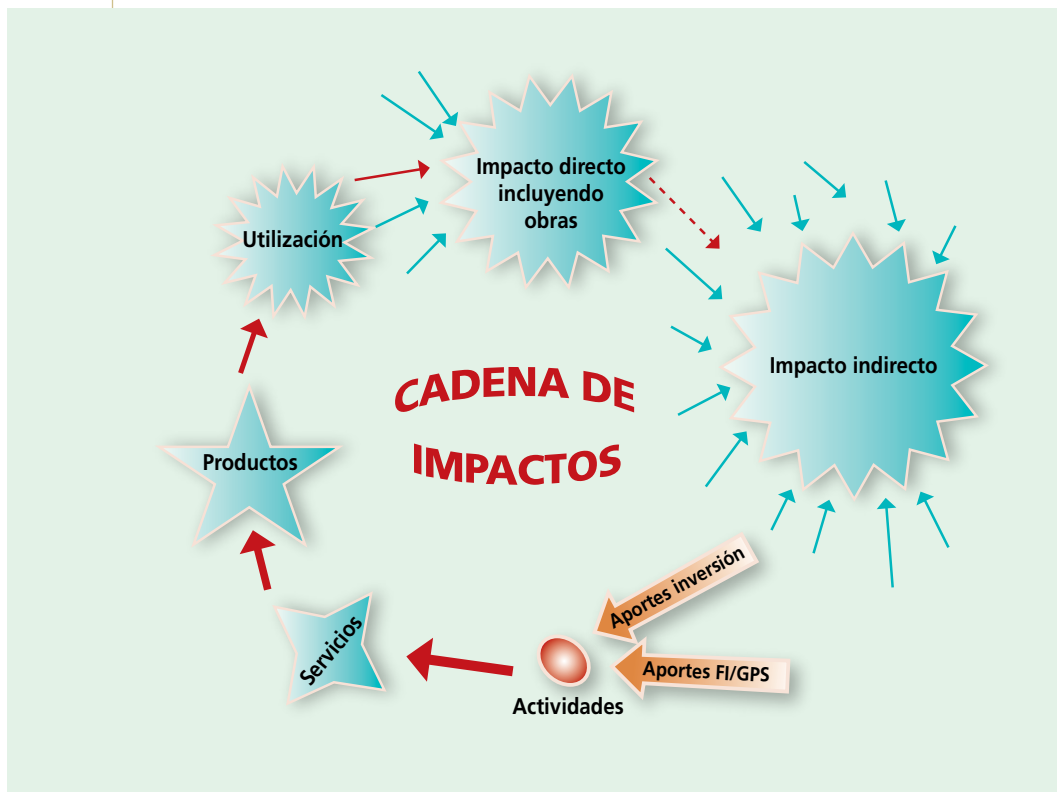 Impacto directo
incluyendo
obras
Utilización
Impacto indirecto
CADENA DE
IMPACTOS
Productos
Servicios
Aportes inversión
Aportes FI/GPS
Actividades